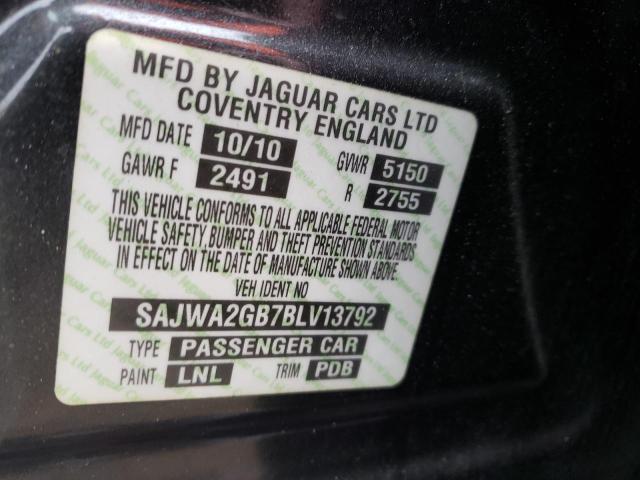 MFD BY JAGUAR CARS LTD
COVENTRY ENGLAND
MFD DATE 10/10 GVWR 5150
GAWR F 2491 R 2755
THIS VEHICLE CONFORMS TO ALL APPLICABLE FEDERAL MOTOR
VEHICLE SAFETY, BUMPER AND THEFT PREVENTION STANDARDS
IN EFFECT ON THE DATE OF MANUFACTURE SHOWN ABOVE.
VEH IDENT NO
SAJWA2GB7BLV13792
TYPE PASSENGER CAR
PAINT LNL TRIM PDB